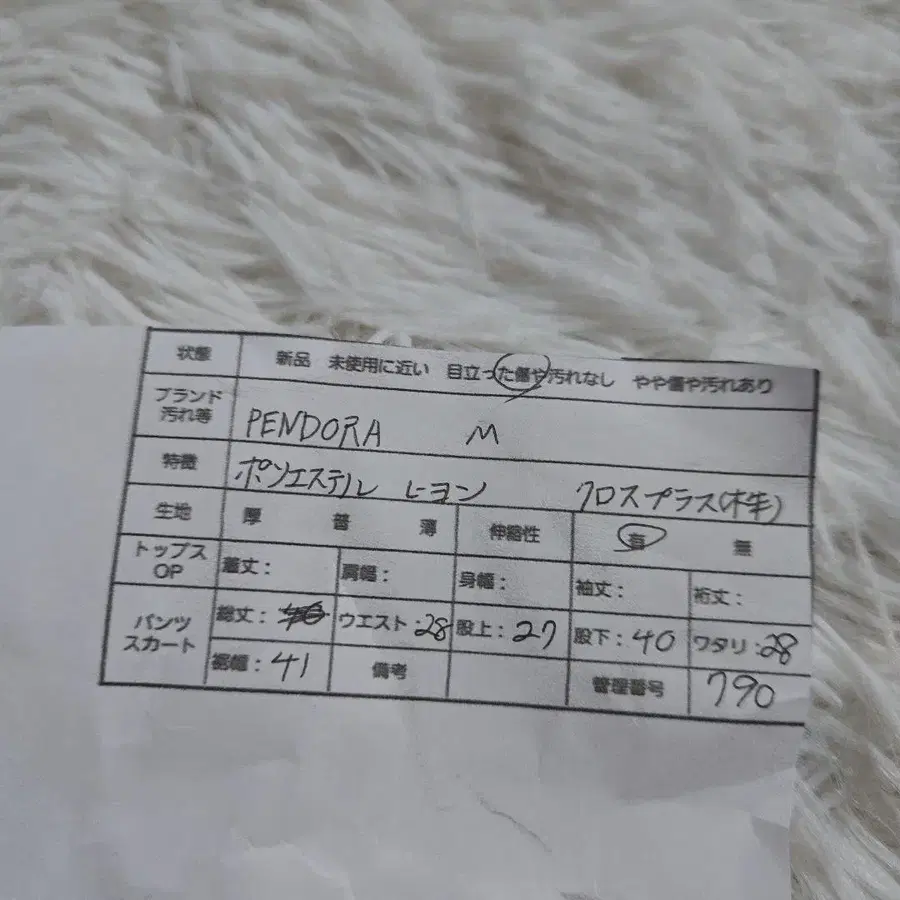 状態 新品 未使用に近い 目立った傷や汚れなし やや傷や汚れあり
ブランド 汚れ等 PENDORA M
特徴 ポリエステル レーヨン クロスプラス(株)
生地 厚 普 薄 伸縮性 有 無
トップス OP 着丈: 肩幅: 身幅: 袖丈: 裄丈:
パンツ スカート 総丈: ウエスト:28 股上:27 股下:40 ワタリ:28
裾幅:41 備考 管理番号 790